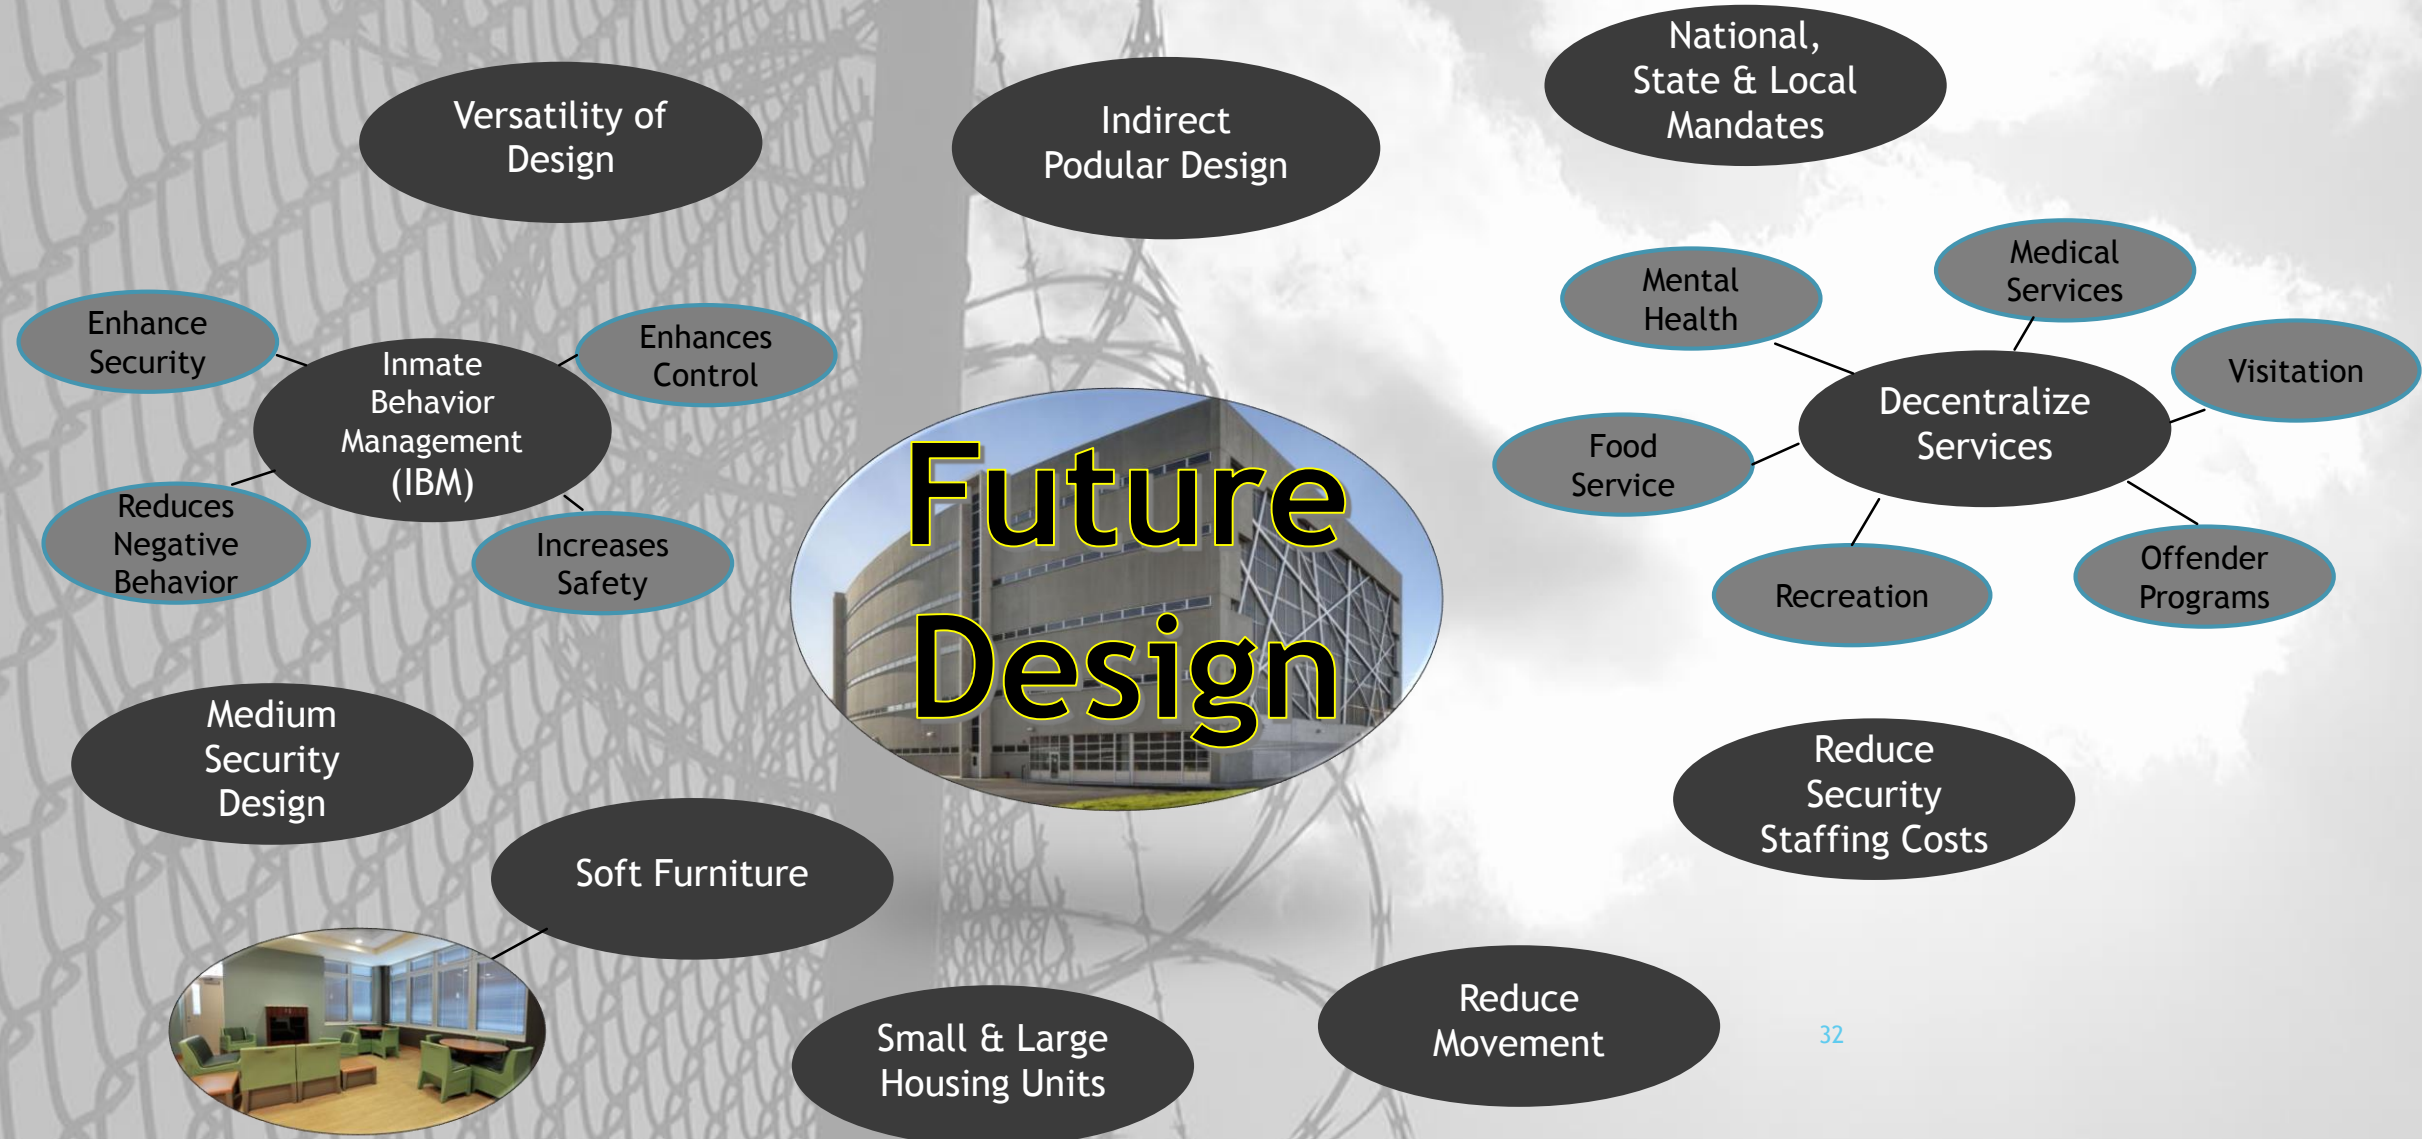 Versatility of
Design
Indirect
Podular Design
National,
State & Local
Mandates
Enhance
Security
Enhances
Control
Inmate
Behavior
Management
(IBM)
Reduces
Negative
Behavior
Increases
Safety
Future
Design
Mental
Health
Medical
Services
Visitation
Decentralize
Services
Food
Service
Recreation
Offender
Programs
Medium
Security
Design
Soft Furniture
Reduce
Security
Staffing Costs
Small & Large
Housing Units
Reduce
Movement
32